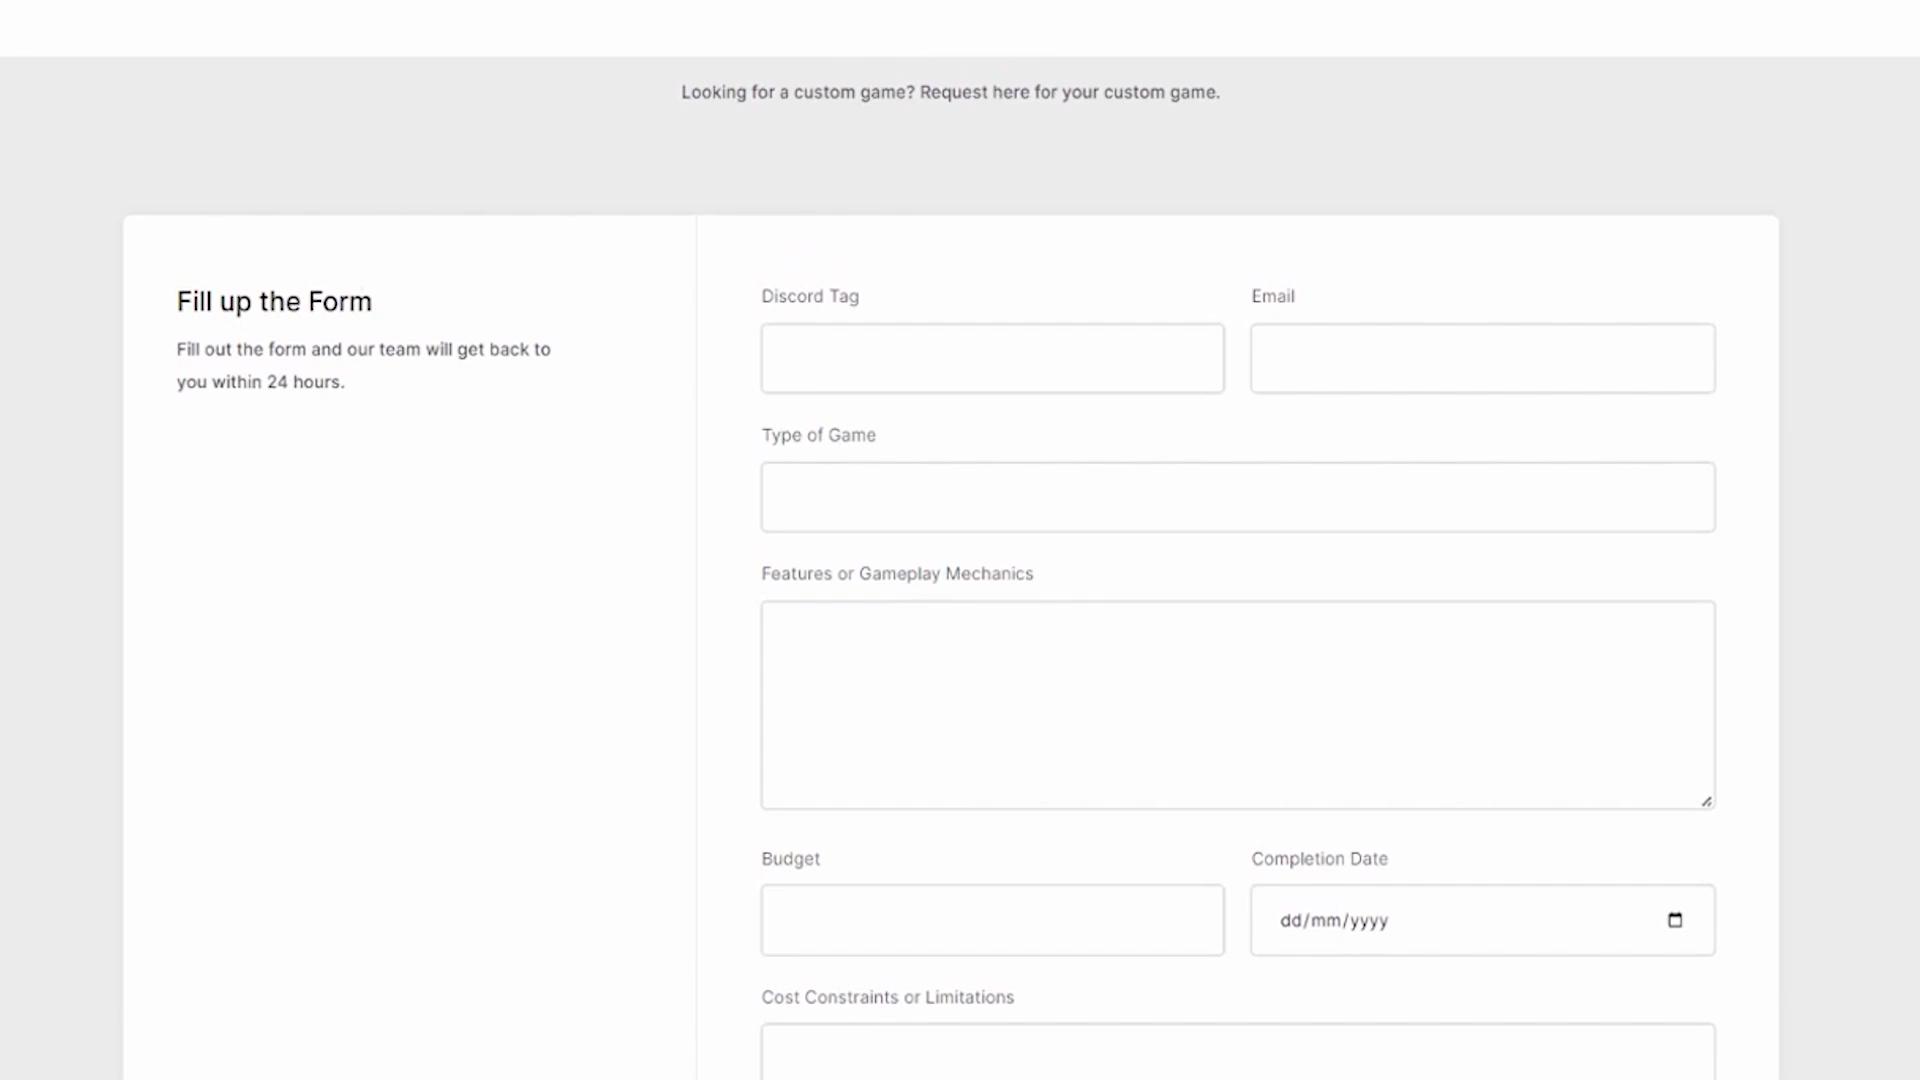 Looking for a custom game? Request here for your custom game.
Fill up the Form
Fill out the form and our team will get back to
you within 24 hours.
Discord Tag
Email
Type of Game
Features or Gameplay Mechanics
Budget
Completion Date
dd/mm/yyyy
Cost Constraints or Limitations